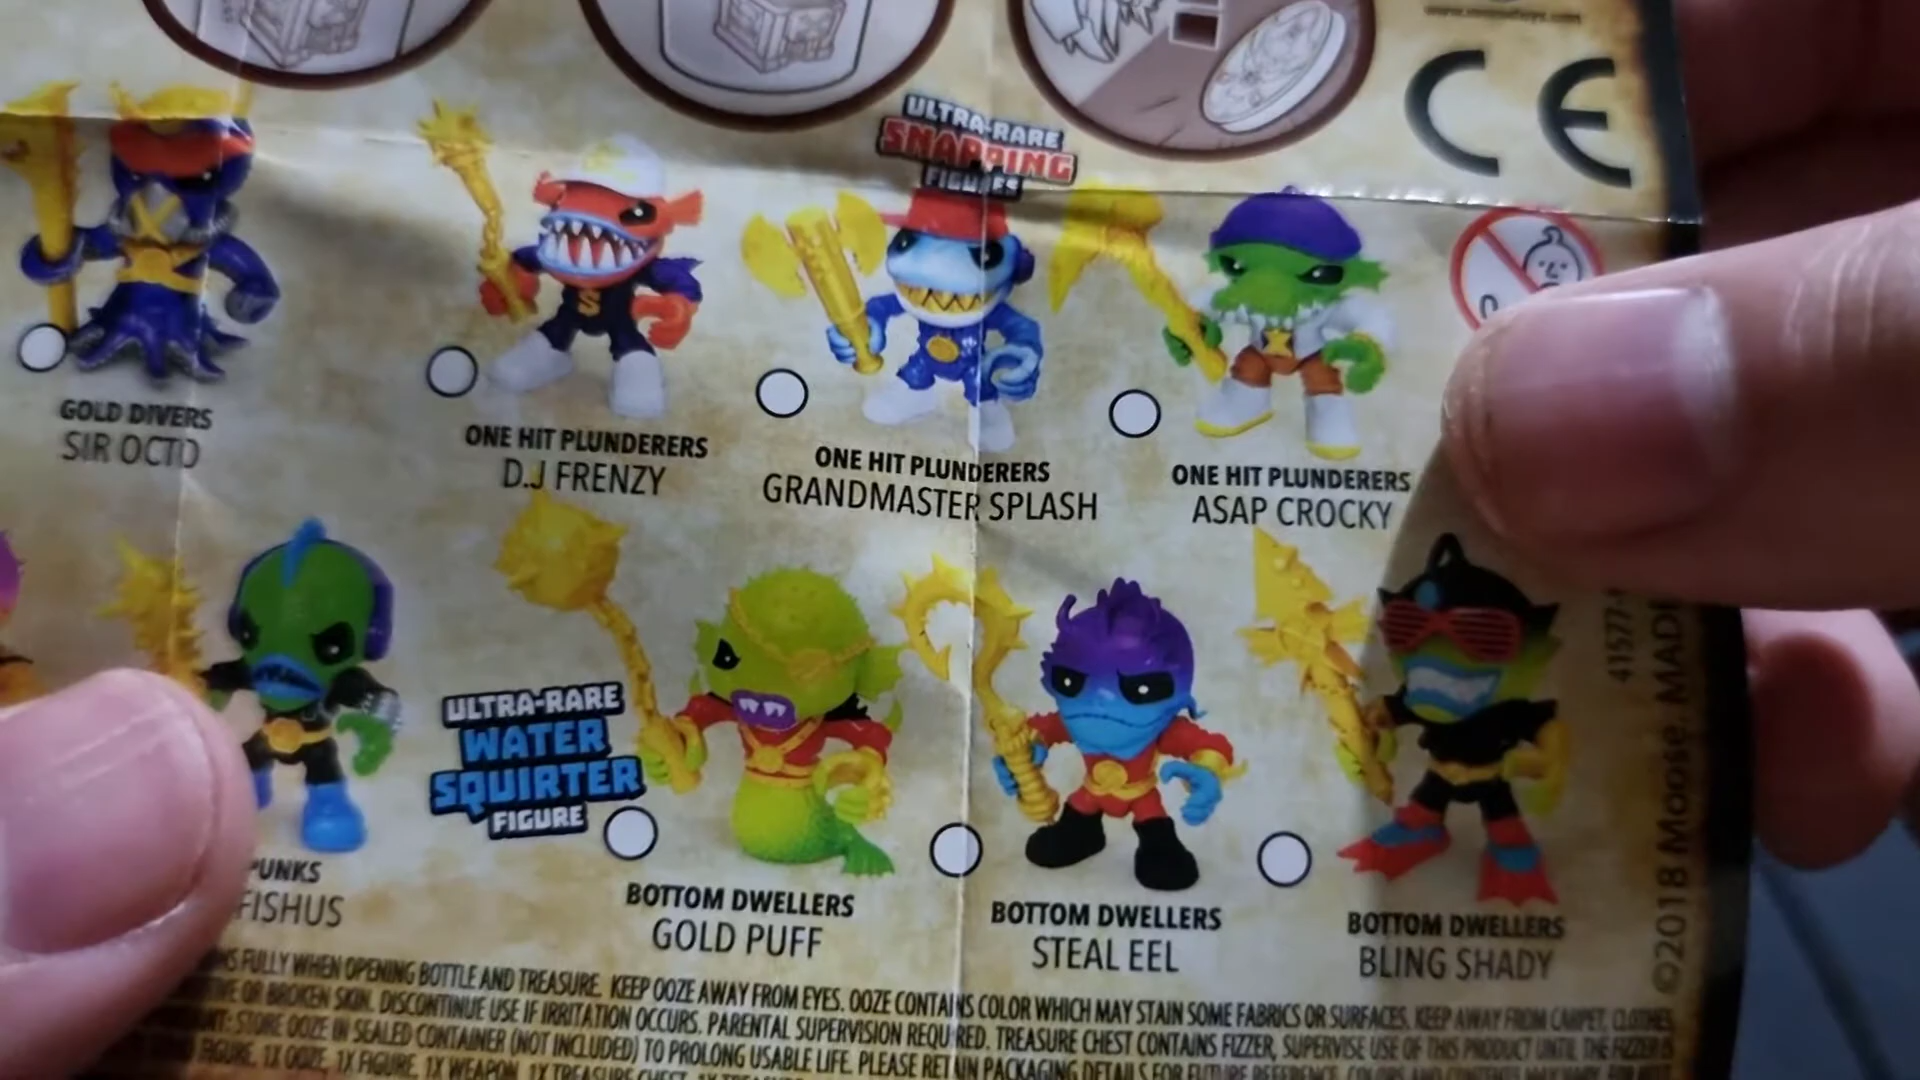 CE
ULTRA-RARE
SNAPPING
FIGURES
GOLD DIVERS
SIR OCTO
ONE HIT PLUNDERERS
D.J FRENZY
ONE HIT PLUNDERERS
GRANDMASTER SPLASH
ONE HIT PLUNDERERS
ASAP CROCKY
ULTRA-RARE
WATER
SQUIRTER
FIGURE
PUNKS
FISHUS
BOTTOM DWELLERS
GOLD PUFF
BOTTOM DWELLERS
STEAL EEL
BOTTOM DWELLERS
BLING SHADY
FULLY WHEN OPENING BOTTLE AND TREASURE. KEEP OOZE AWAY FROM EYES. OOZE CONTAINS COLOR WHICH MAY STAIN SOME FABRICS OR SURFACES. KEEP AWAY FROM CARPET, CLOTHES
OR BROKEN SKIN. DISCONTINUE USE IF IRRITATION OCCURS. PARENTAL SUPERVISION REQUIRED. TREASURE CHEST CONTAINS FIZZER, SUPERVISE USE OF THIS PRODUCT UNTIL THE FIZZER IS
STORE OOZE IN SEALED CONTAINER (NOT INCLUDED) TO PROLONG USABLE LIFE. PLEASE RETAIN PACKAGING DETAILS FOR FUTURE REFERENCE. COLORS AND CONTENTS MAY VARY.
FIGURE, 1X OOZE, 1X FIGURE, 1X WEAPON, 1X TREASURE CHEST,
41577
©2018 Moose. MADE